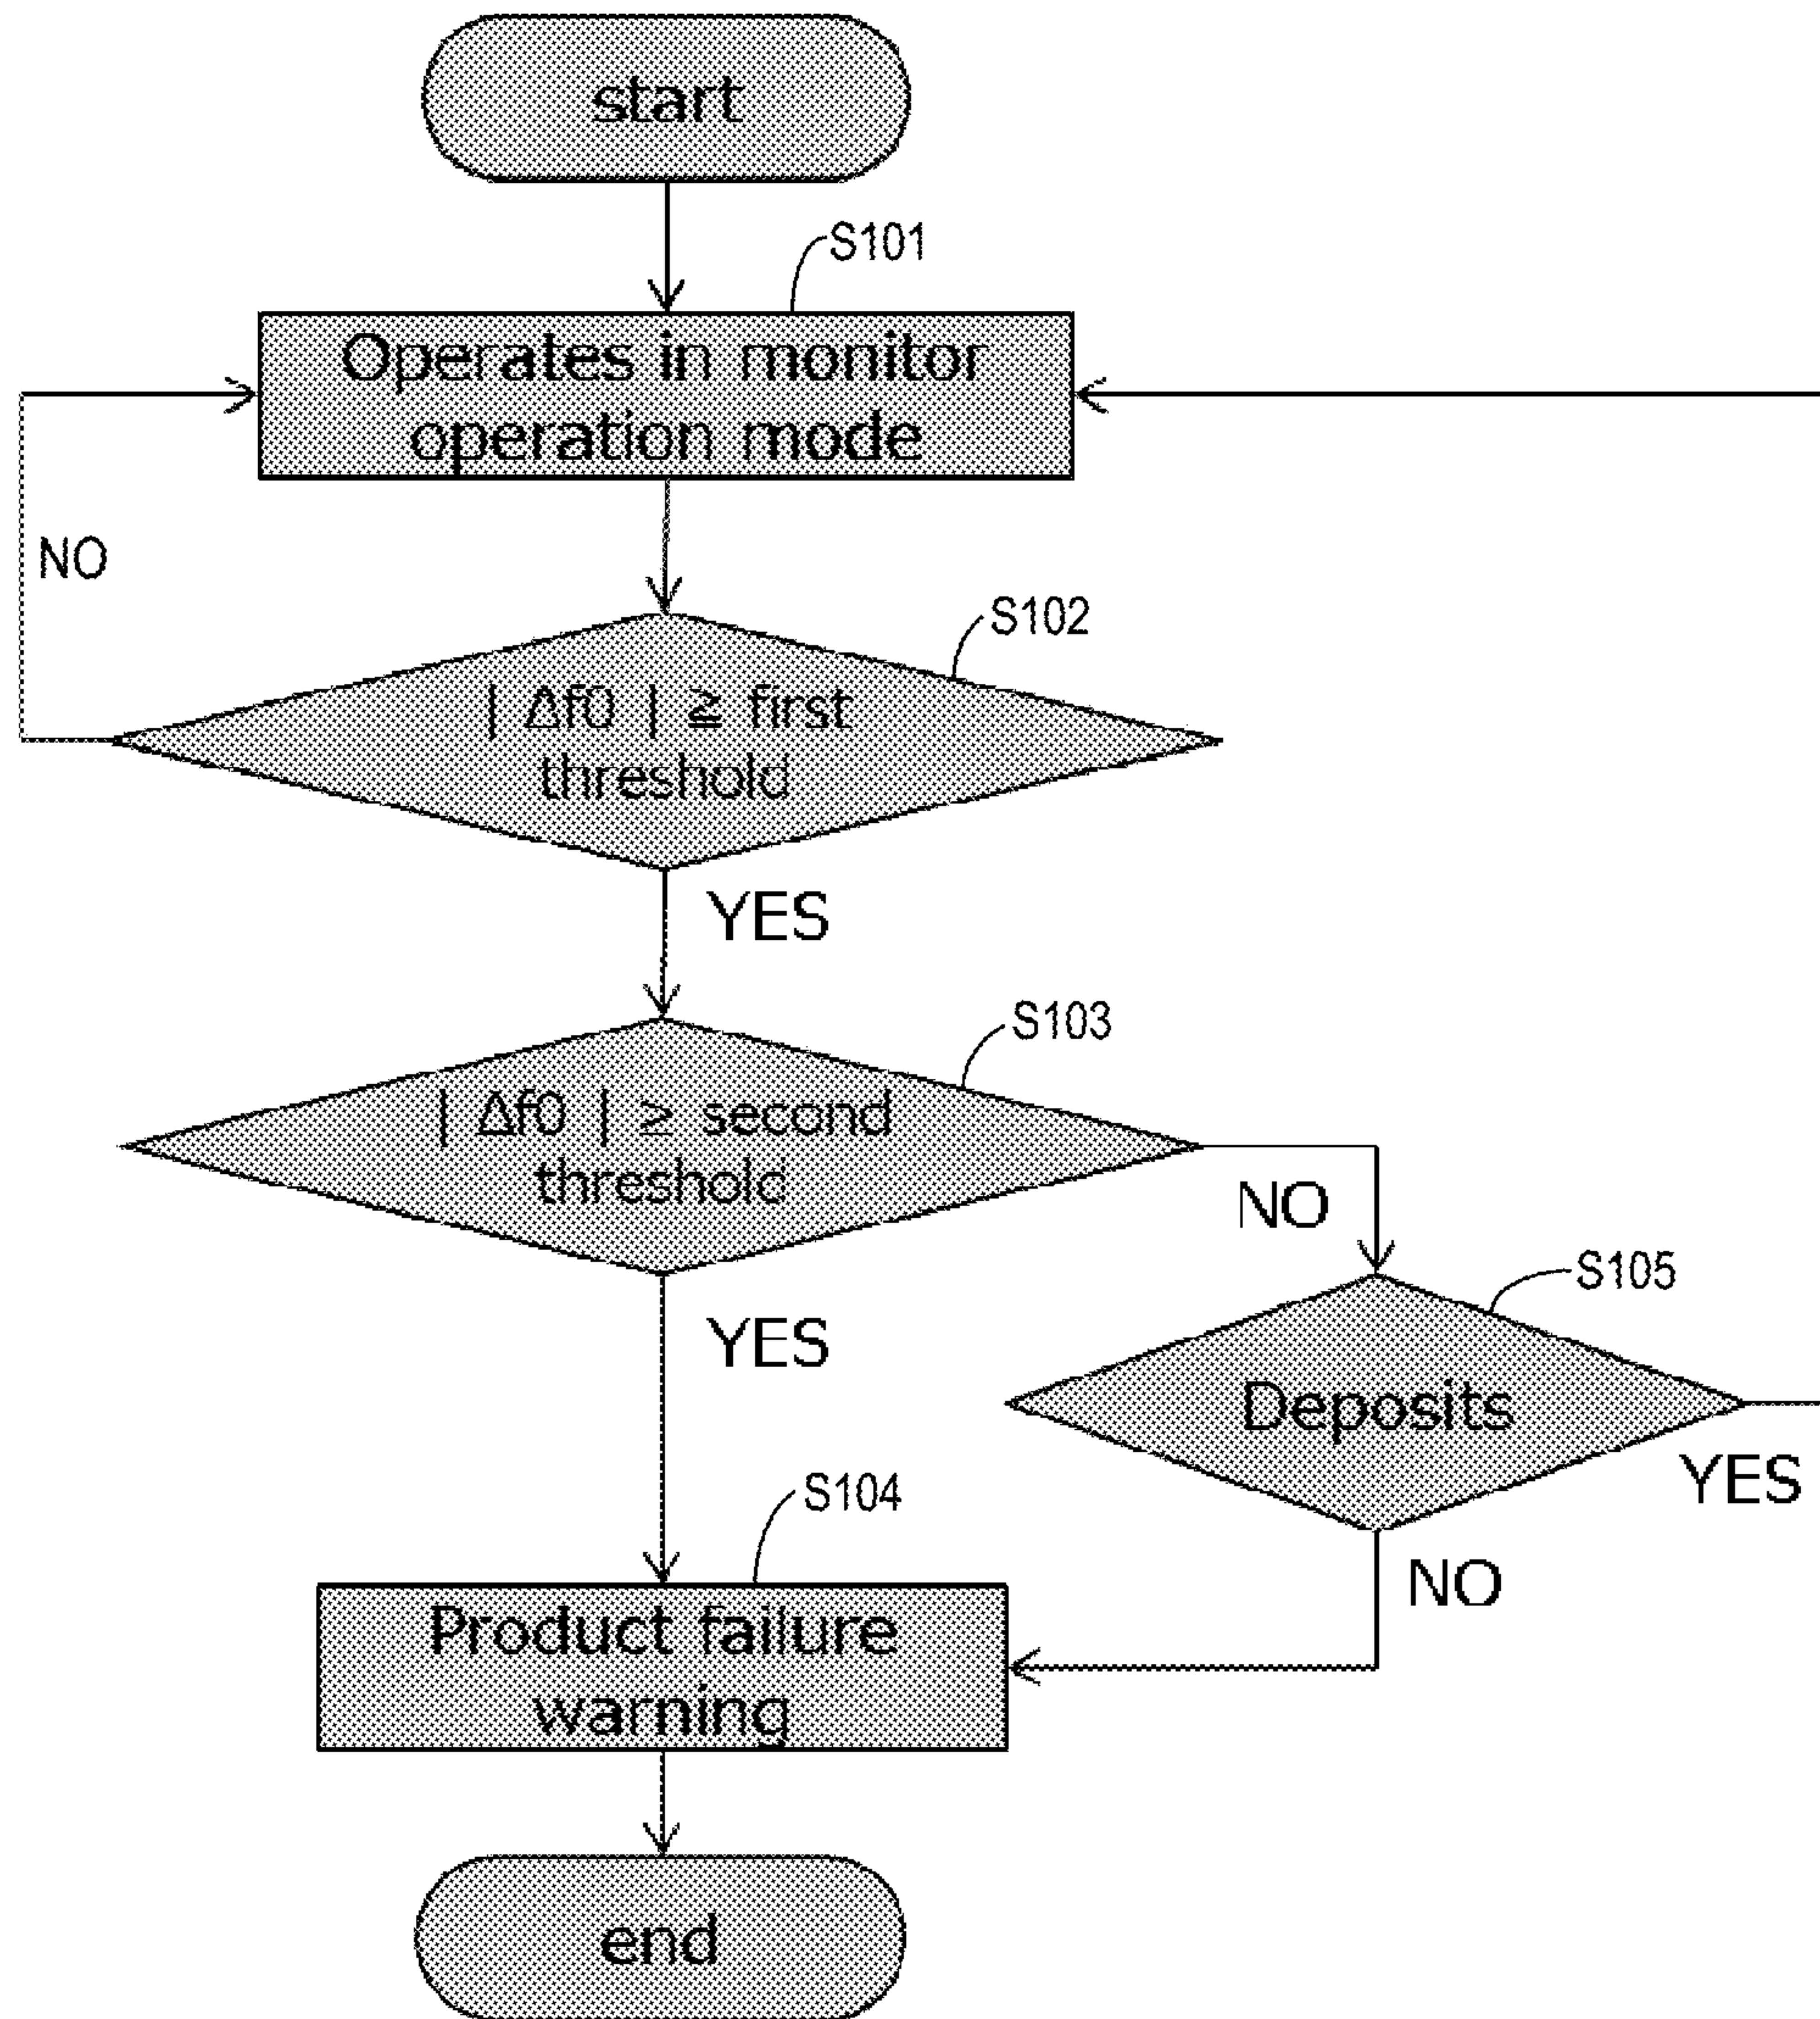 start
S101
Operates in monitor
operation mode
NO
S102
| Δf0 | ≧ first
threshold
YES
S103
| Δf0 | ≥ second
threshold
NO
S105
YES
Deposits
YES
S104
NO
Product failure
warning
end